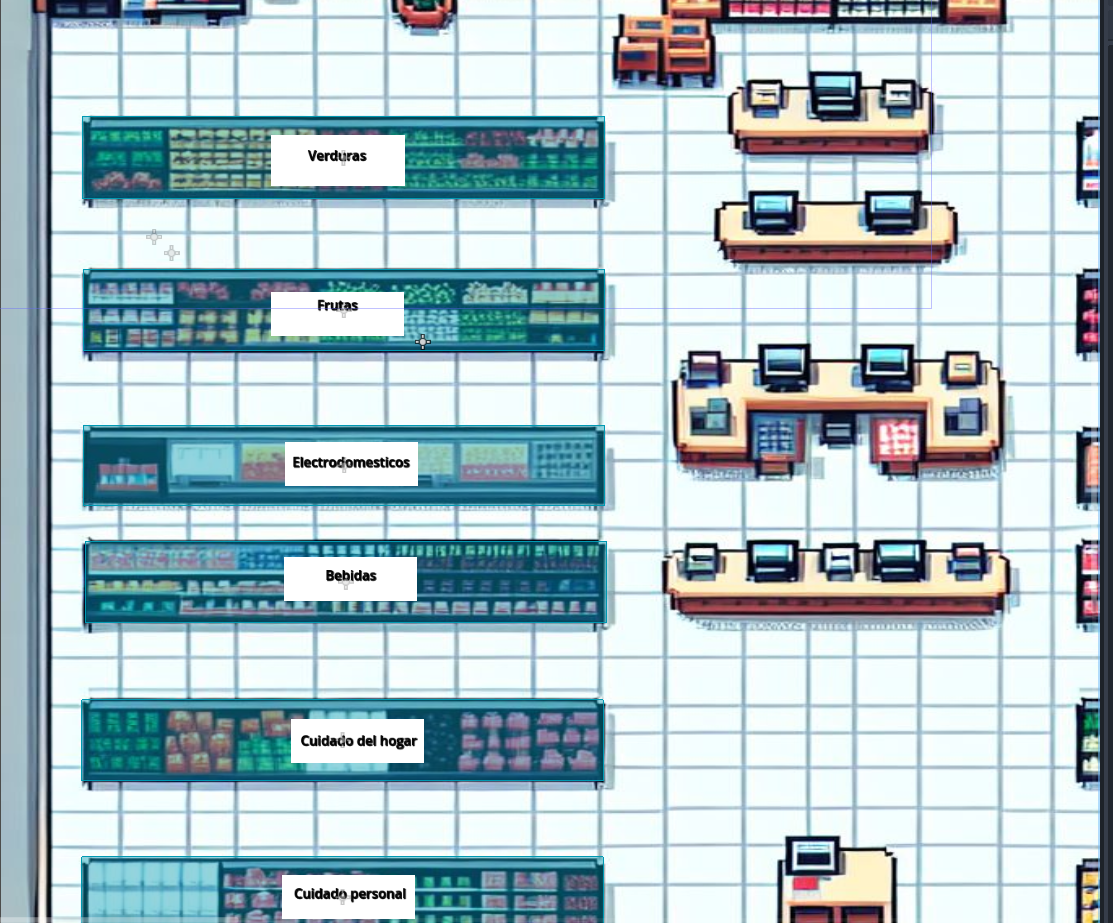 Verduras
Frutas
Electrodomesticos
Bebidas
Cuidado del hogar
Cuidado personal